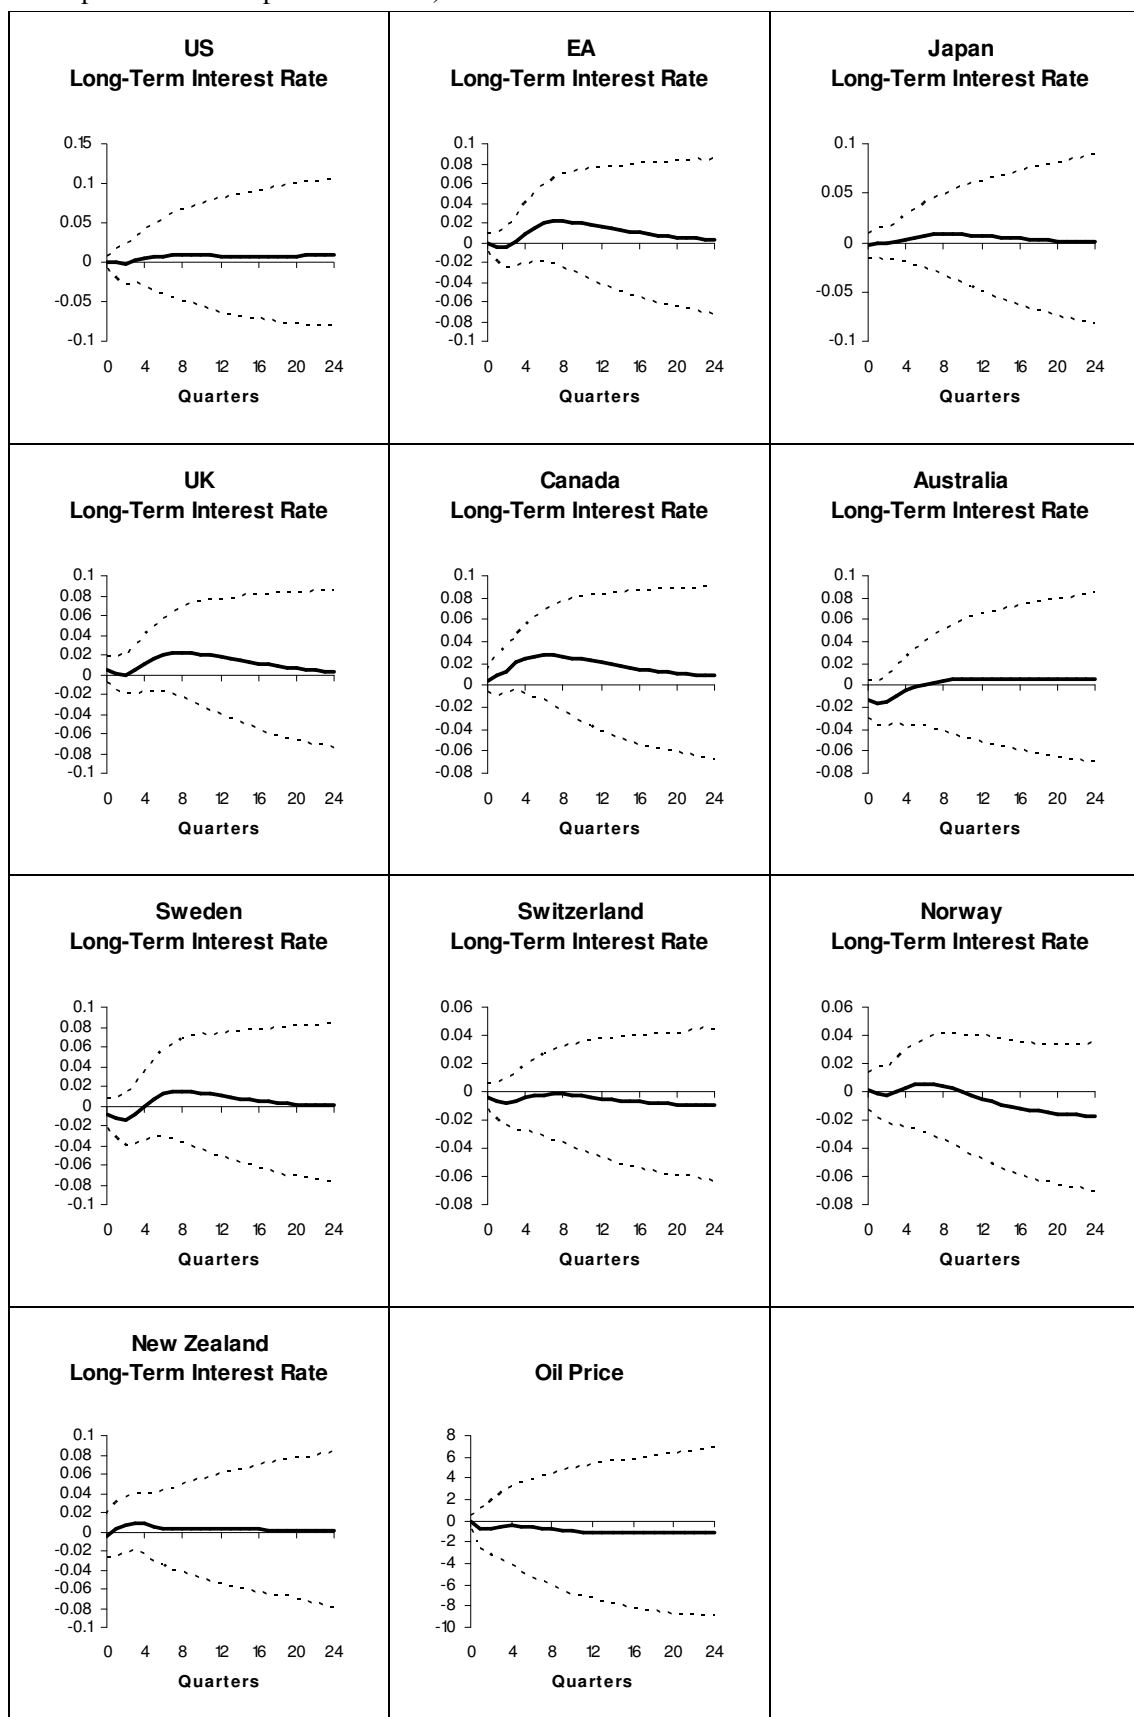 US
Long-Term Interest Rate
0.15
0.1
0.05
0
-0.05
-0.1
0 4 8 12 16 20 24
Quarters
EA
Long-Term Interest Rate
0.1
0.08
0.06
0.04
0.02
0
-0.02
-0.04
-0.06
-0.08
-0.1
0 4 8 12 16 20 24
Quarters
Japan
Long-Term Interest Rate
0.1
0.05
0
-0.05
-0.1
0 4 8 12 16 20 24
Quarters
UK
Long-Term Interest Rate
0.1
0.08
0.06
0.04
0.02
0
-0.02
-0.04
-0.06
-0.08
-0.1
0 4 8 12 16 20 24
Quarters
Canada
Long-Term Interest Rate
0.1
0.08
0.06
0.04
0.02
0
-0.02
-0.04
-0.06
-0.08
0 4 8 12 16 20 24
Quarters
Australia
Long-Term Interest Rate
0.1
0.08
0.06
0.04
0.02
0
-0.02
-0.04
-0.06
-0.08
0 4 8 12 16 20 24
Quarters
Sweden
Long-Term Interest Rate
0.1
0.08
0.06
0.04
0.02
0
-0.02
-0.04
-0.06
-0.08
-0.1
0 4 8 12 16 20 24
Quarters
Switzerland
Long-Term Interest Rate
0.06
0.04
0.02
0
-0.02
-0.04
-0.06
-0.08
0 4 8 12 16 20 24
Quarters
Norway
Long-Term Interest Rate
0.06
0.04
0.02
0
-0.02
-0.04
-0.06
-0.08
0 4 8 12 16 20 24
Quarters
New Zealand
Long-Term Interest Rate
0.1
0.08
0.06
0.04
0.02
0
-0.02
-0.04
-0.06
-0.08
-0.1
0 4 8 12 16 20 24
Quarters
Oil Price
8
6
4
2
0
-2
-4
-6
-8
-10
0 4 8 12 16 20 24
Quarters